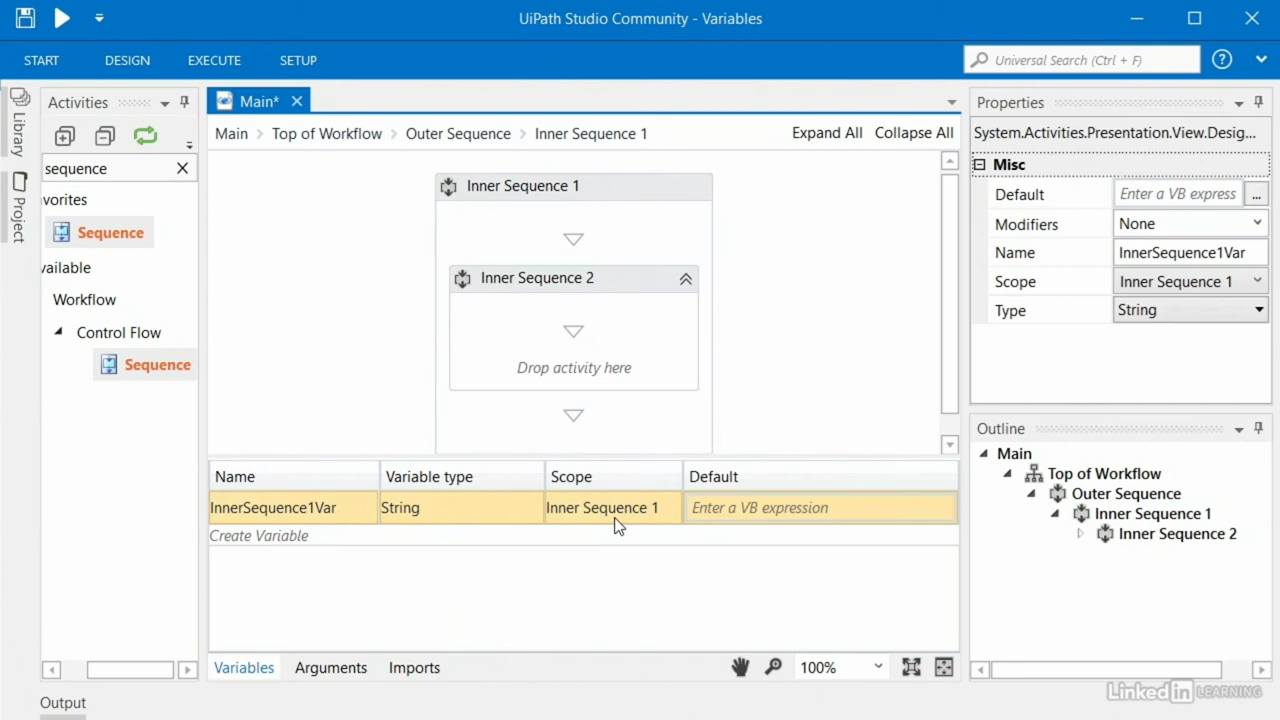 UiPath Studio Community - Variables
START DESIGN EXECUTE SETUP
Universal Search (Ctrl + F)
Library
Project
Activities
sequence
vorites
Sequence
vailable
Workflow
Control Flow
Sequence
Main*
Main > Top of Workflow > Outer Sequence > Inner Sequence 1
Expand All Collapse All
Inner Sequence 1
Inner Sequence 2
Drop activity here
Name Variable type Scope Default
InnerSequence1Var String Inner Sequence 1 Enter a VB expression
Create Variable
Variables Arguments Imports
100%
Properties
System.Activities.Presentation.View.Desig...
Misc
Default Enter a VB express ...
Modifiers None
Name InnerSequence1Var
Scope Inner Sequence 1
Type String
Outline
Main
Top of Workflow
Outer Sequence
Inner Sequence 1
Inner Sequence 2
Output
Linked in LEARNING